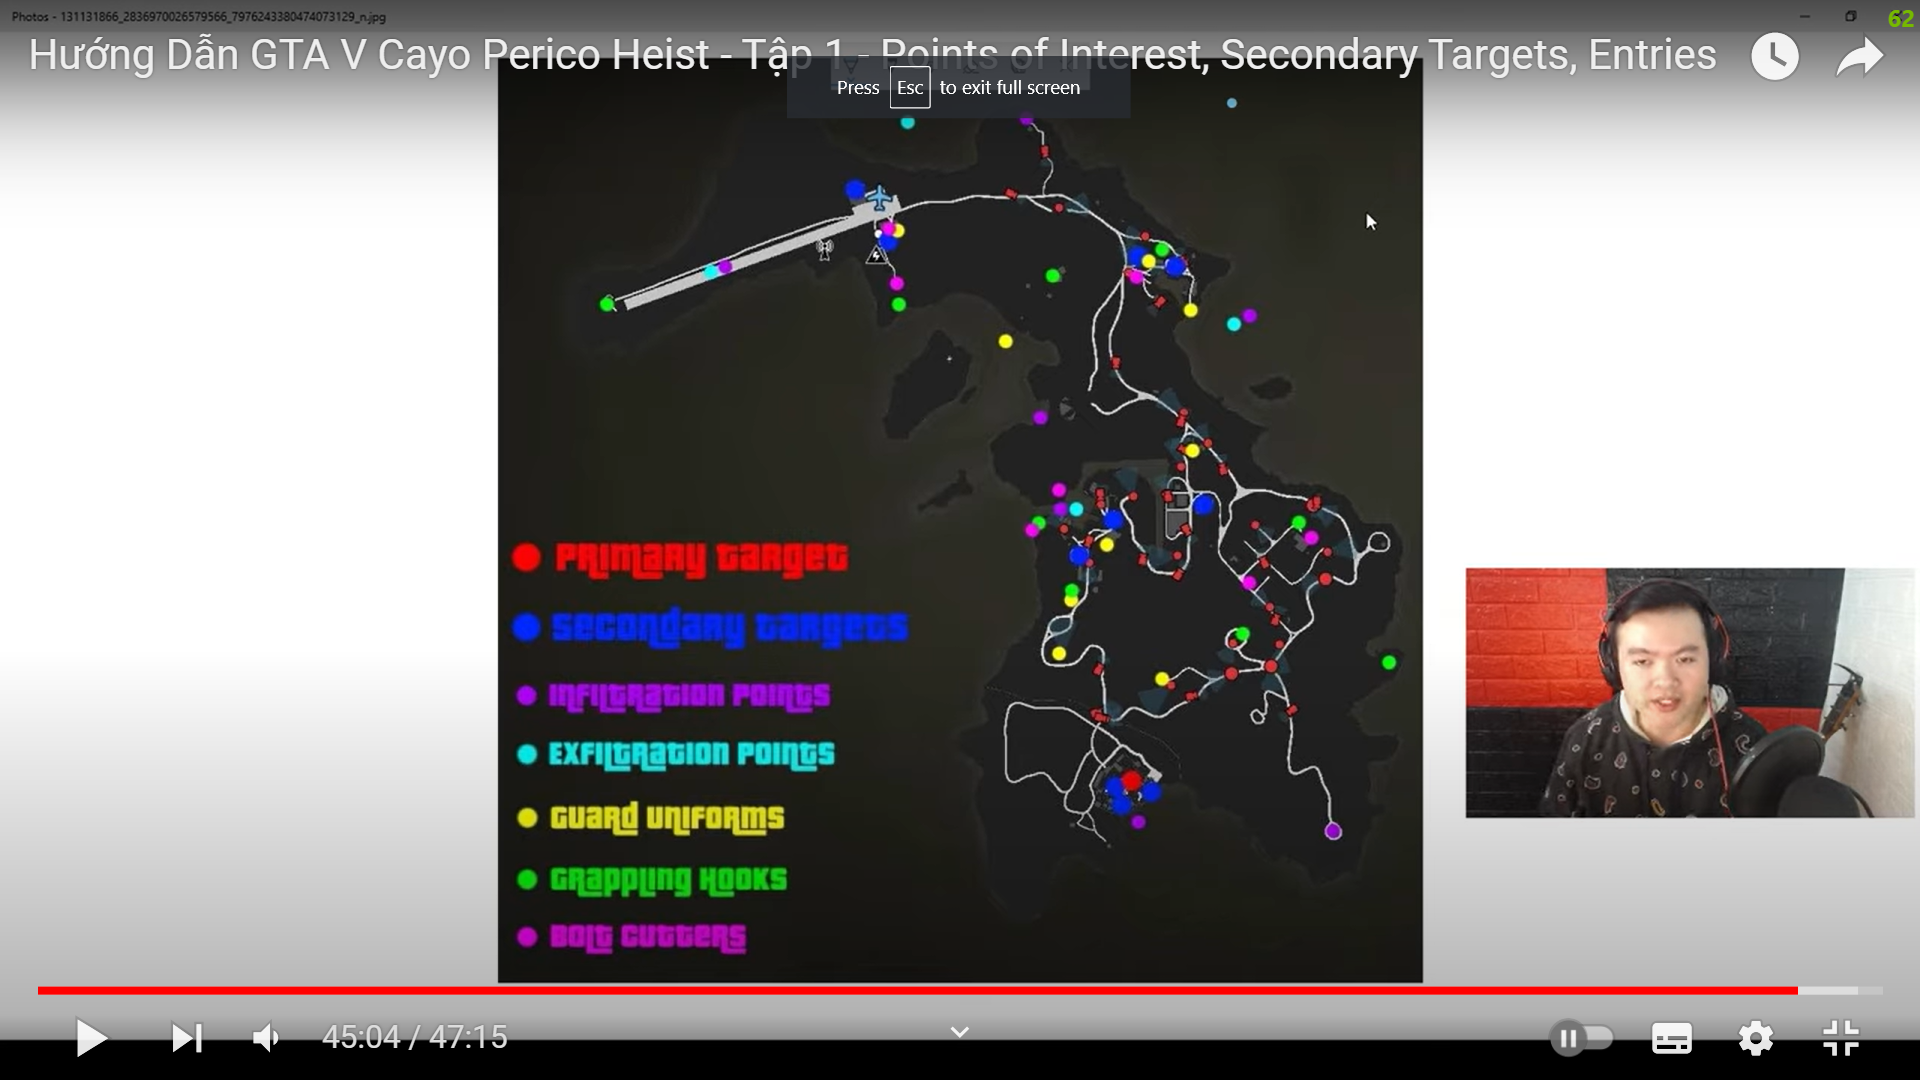 Photos - 131131866_2836970026579566_7976243380474073129_n.jpg
62
Hướng Dẫn GTA V Cayo Perico Heist - Tập 1 - Points of Interest, Secondary Targets, Entries
Press Esc to exit full screen
PRIMARY TARGET
SECONDARY TARGETS
INFILTRATION POINTS
EXFILTRATION POINTS
GUARD UNIFORMS
GRAPPLING HOOKS
BOLT CUTTERS
45:04 / 47:15